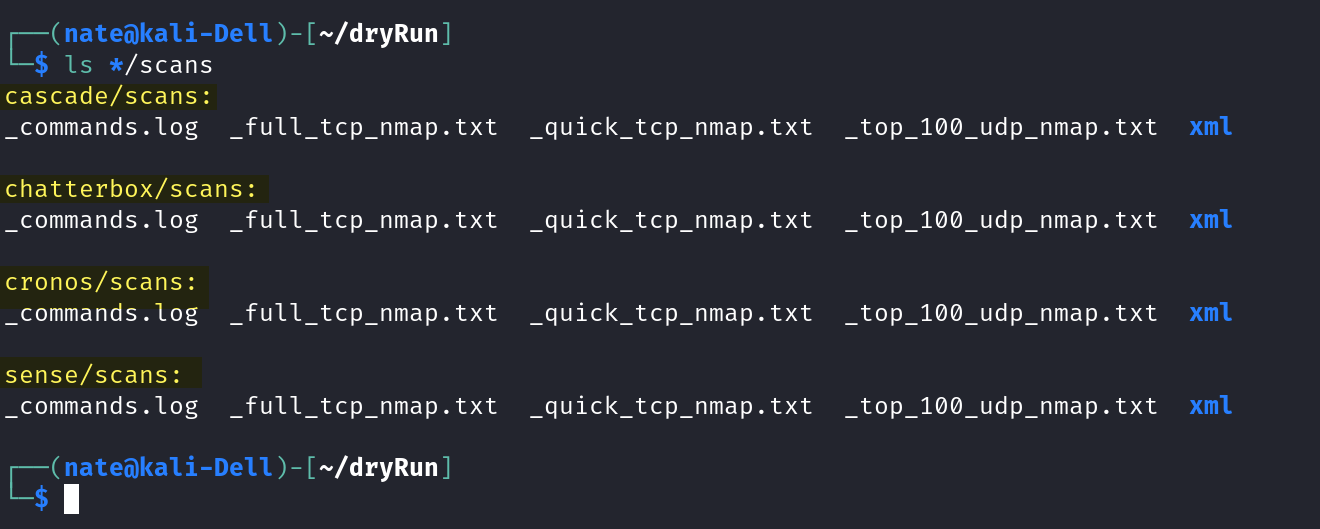 ┌──(nate@kali-Dell)-[~/dryRun]
└─$ ls */scans
cascade/scans:
_commands.log  _full_tcp_nmap.txt  _quick_tcp_nmap.txt  _top_100_udp_nmap.txt  xml
chatterbox/scans:
_commands.log  _full_tcp_nmap.txt  _quick_tcp_nmap.txt  _top_100_udp_nmap.txt  xml
cronos/scans:
_commands.log  _full_tcp_nmap.txt  _quick_tcp_nmap.txt  _top_100_udp_nmap.txt  xml
sense/scans:
_commands.log  _full_tcp_nmap.txt  _quick_tcp_nmap.txt  _top_100_udp_nmap.txt  xml
┌──(nate@kali-Dell)-[~/dryRun]
└─$